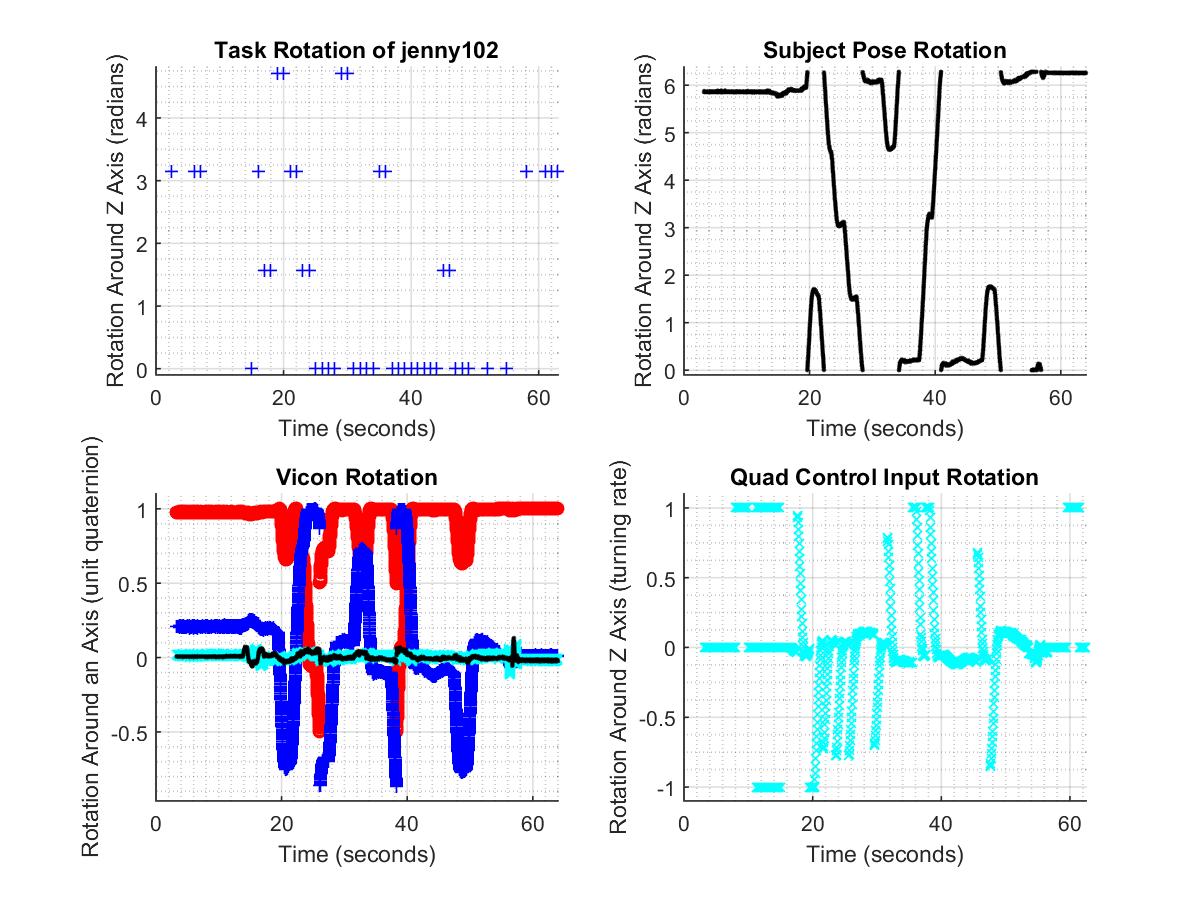 Task Rotation of jenny102
Rotation Around Z Axis (radians)
4
3
2
1
0
0 20 40 60
Time (seconds)
Subject Pose Rotation
Rotation Around Z Axis (radians)
6
5
4
3
2
1
0
0 20 40 60
Time (seconds)
Vicon Rotation
Rotation Around an Axis (unit quaternion)
1
0.5
0
-0.5
0 20 40 60
Time (seconds)
Quad Control Input Rotation
Rotation Around Z Axis (turning rate)
1
0.5
0
-0.5
-1
0 20 40 60
Time (seconds)